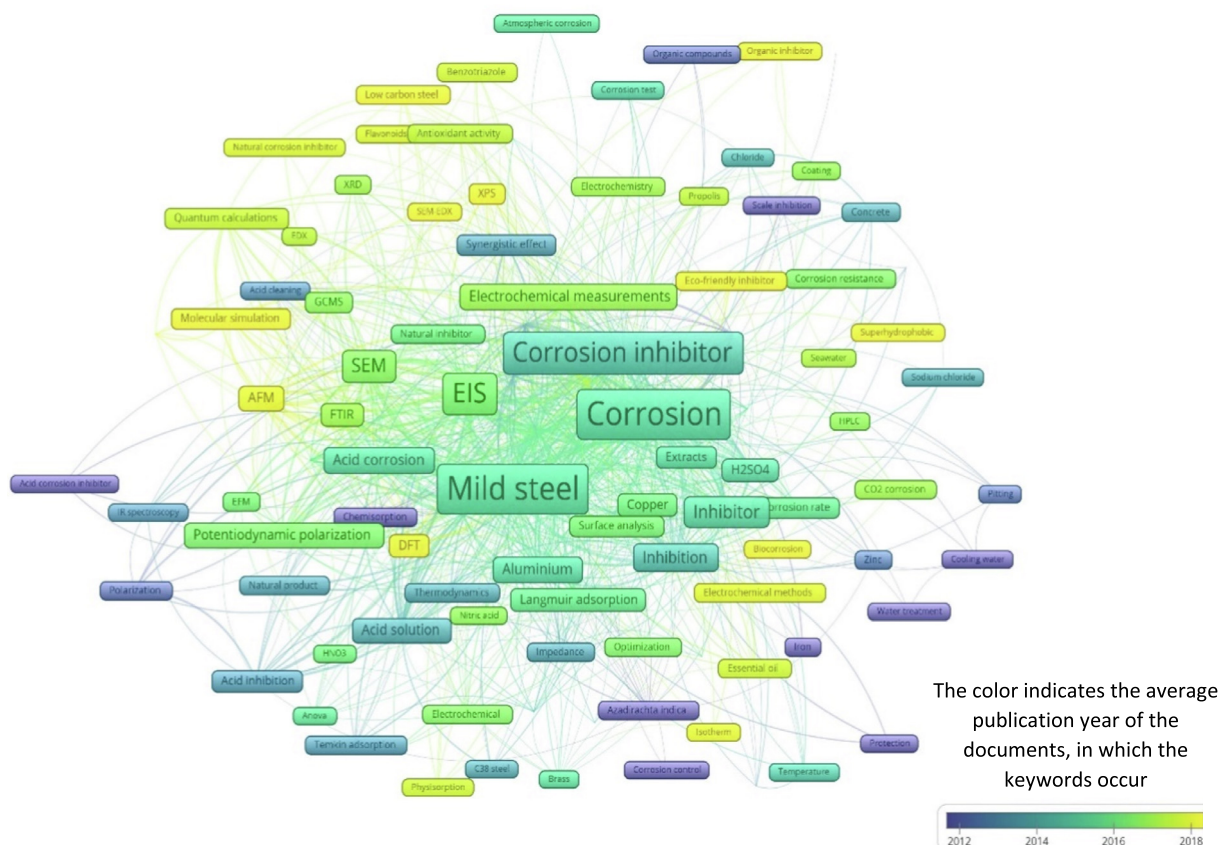 Atmospheric corrosion
Organic compounds
Organic inhibitor
Benzotriazole
Low carbon steel
Corrosion test
Flavonoids
Antioxidant activity
Natural corrosion inhibitor
Chloride
Coating
XRD
XPS
Electrochemistry
Propolis
Scale inhibition
SEM EDX
Concrete
Quantum calculations
EDX
Synergistic effect
Eco-friendly inhibitor
Corrosion resistance
Acid cleaning
GCMS
Electrochemical measurements
Molecular simulation
Natural inhibitor
Superhydrophobic
Corrosion inhibitor
Seawater
SEM
Sodium chloride
EIS
AFM
FTIR
Corrosion
HPLC
Acid corrosion
Extracts
H2SO4
Acid corrosion inhibitor
Mild steel
CO2 corrosion
Pitting
EFM
IR spectroscopy
Chemisorption
Copper
Inhibitor
orrosion rate
Surface analysis
Potentiodynamic polarization
DFT
Biocorrosion
Inhibition
Zinc
Cooling water
Aluminium
Polarization
Natural product
Thermodynamics
Electrochemical methods
Langmuir adsorption
Water treatment
Nitric acid
Acid solution
Impedance
Optimization
Iron
HNO3
Essential oil
Acid inhibition
The color indicates the average
publication year of the
documents, in which the
keywords occur
Anova
Electrochemical
Azadirachta indica
Isotherm
Temkin adsorption
Protection
C38 steel
Brass
Corrosion control
Temperature
Physisorption
2012
2014
2016
2018